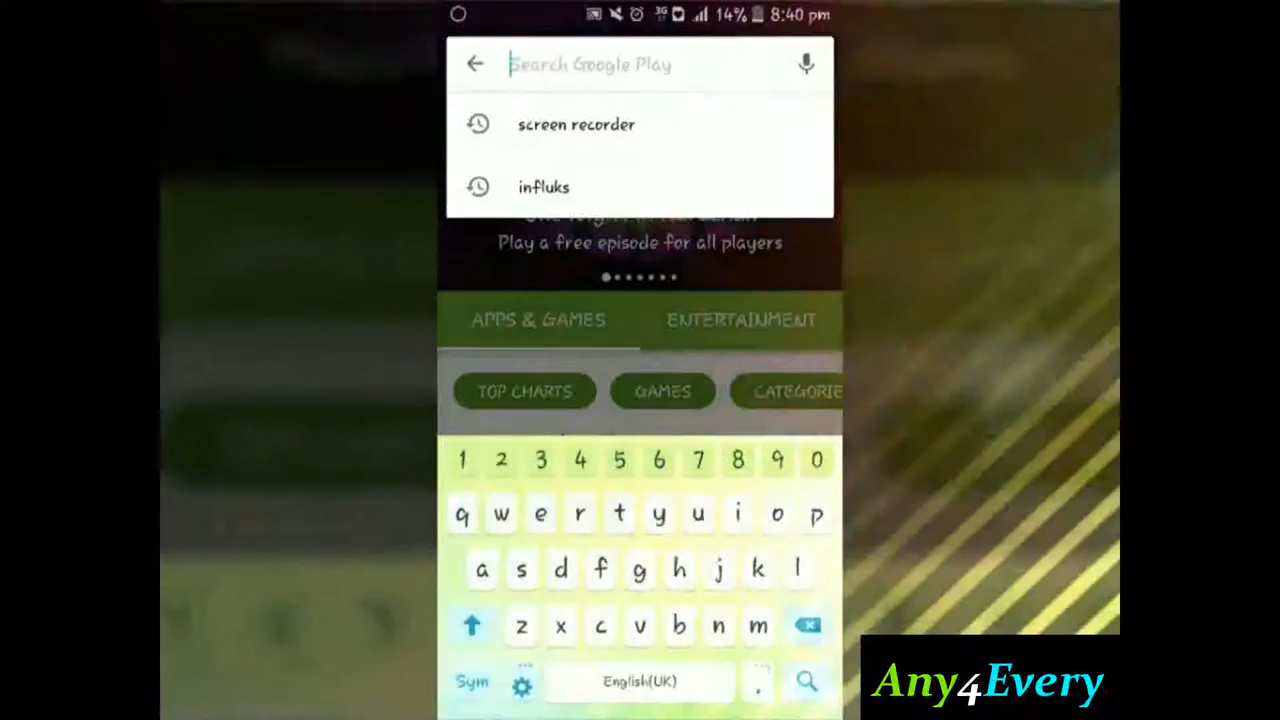 3G 14% 8:40 pm
Search Google Play
screen recorder
influks
Play a free episode for all players
APPS & GAMES ENTERTAINMENT
TOP CHARTS GAMES CATEGORIE
1 2 3 4 5 6 7 8 9 0
q w e r t y u i o p
a s d f g h j k l
z x c v b n m
Sym English(UK) .
Any4Every